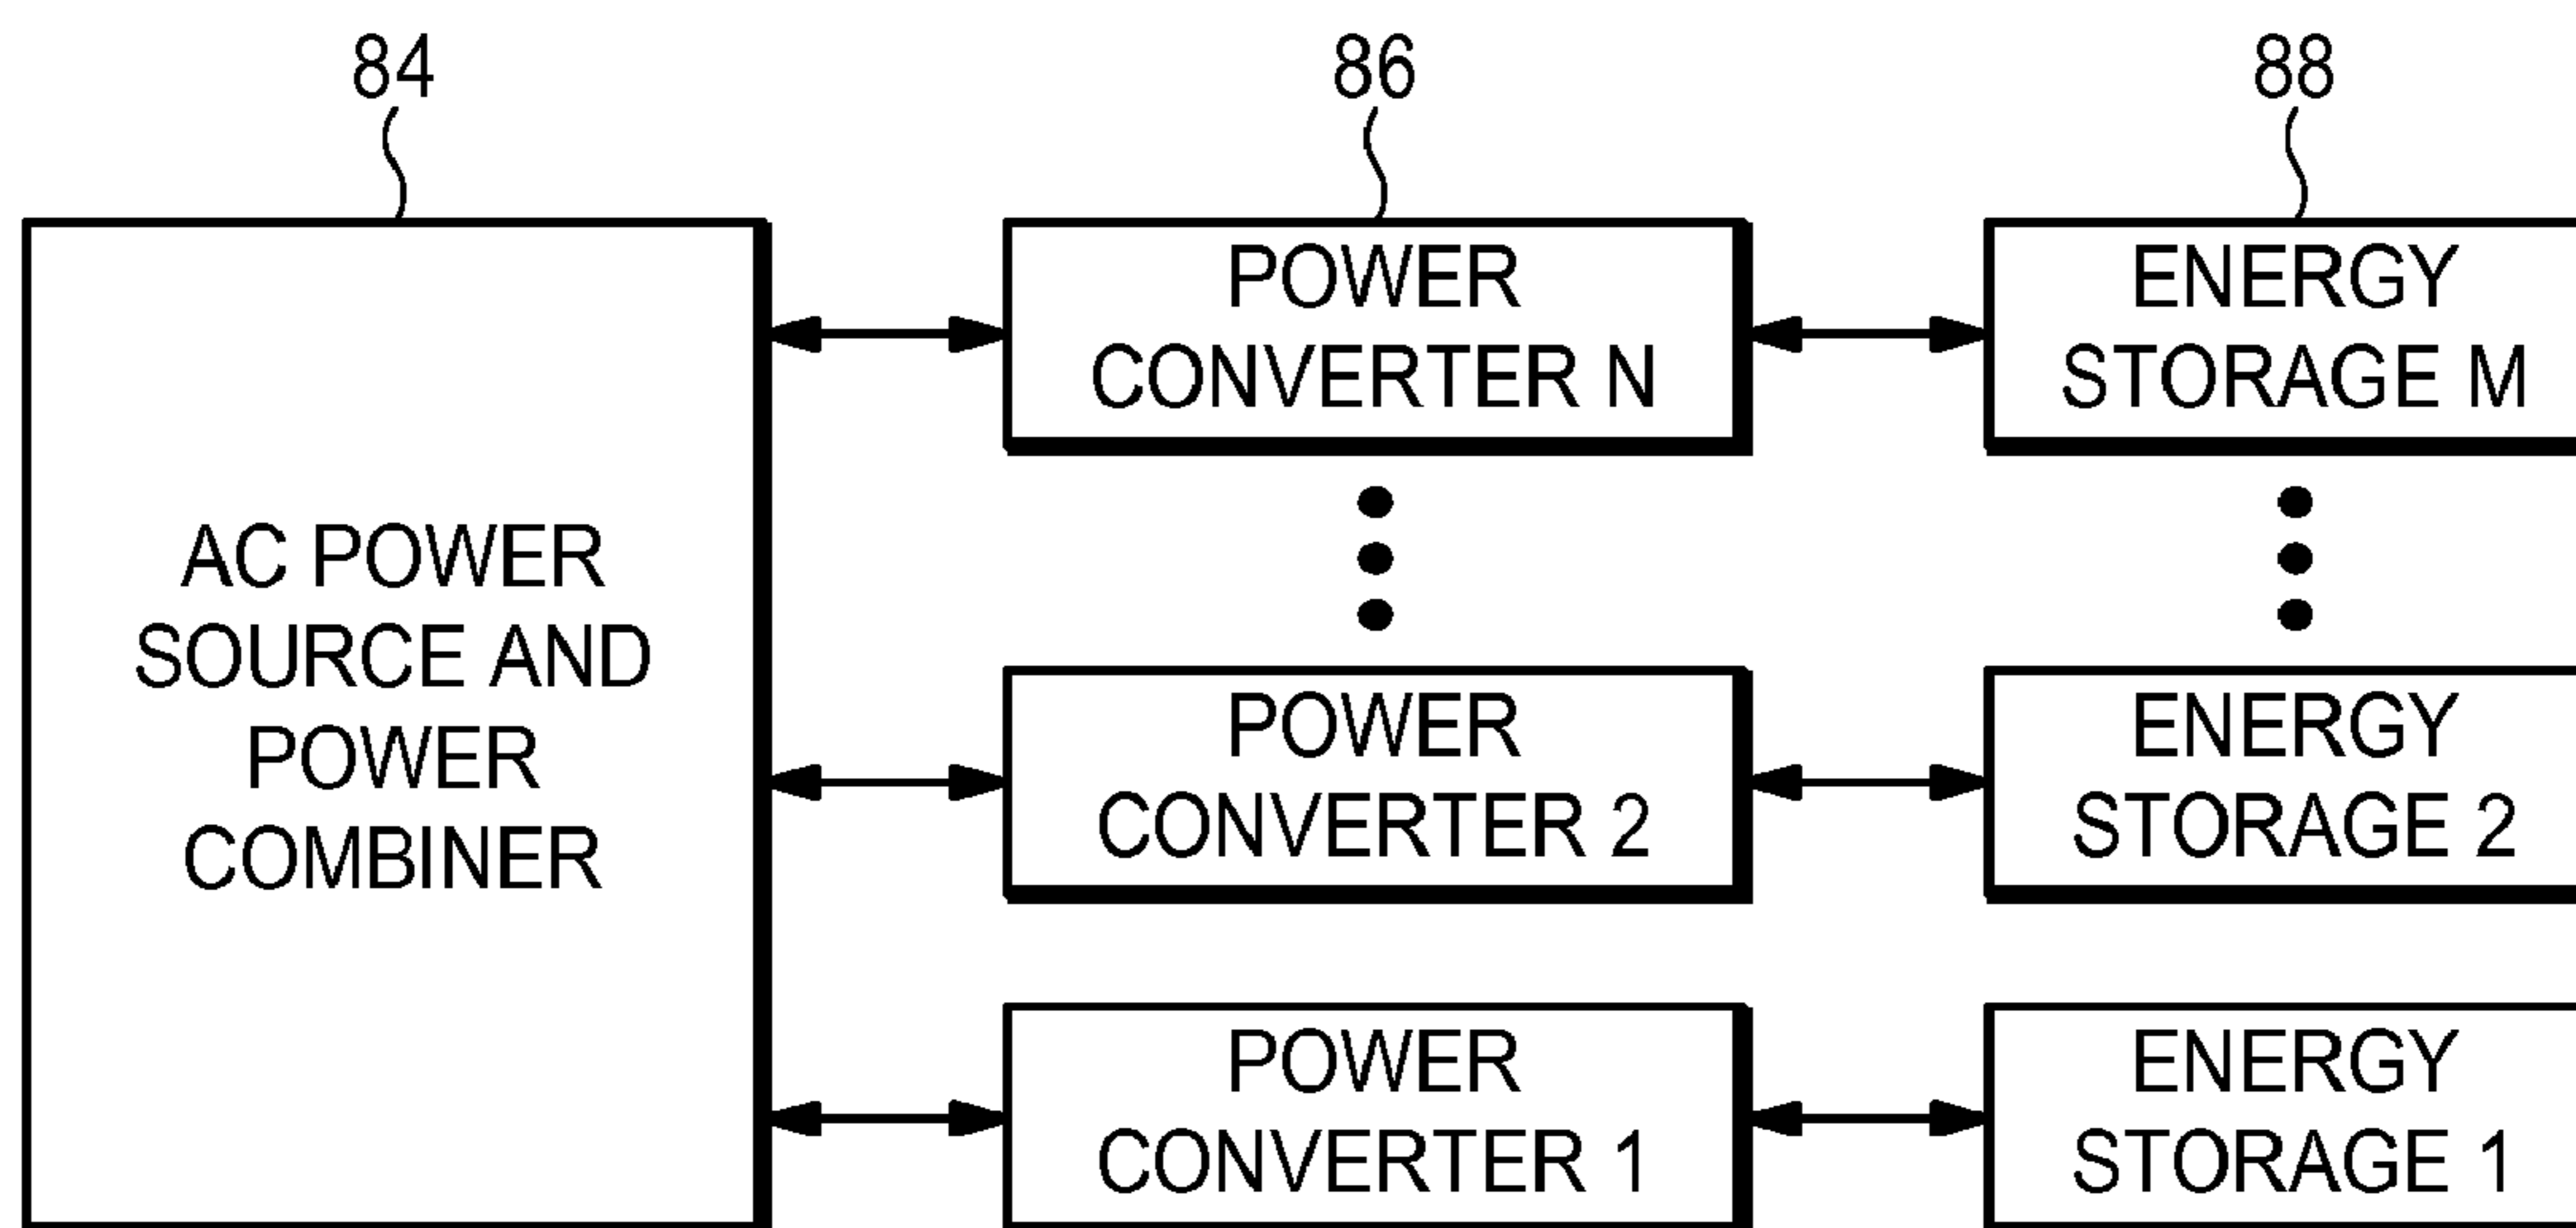 84
86
88
POWER
CONVERTER N
ENERGY
STORAGE M
AC POWER
SOURCE AND
POWER
COMBINER
POWER
CONVERTER 2
ENERGY
STORAGE 2
POWER
CONVERTER 1
ENERGY
STORAGE 1